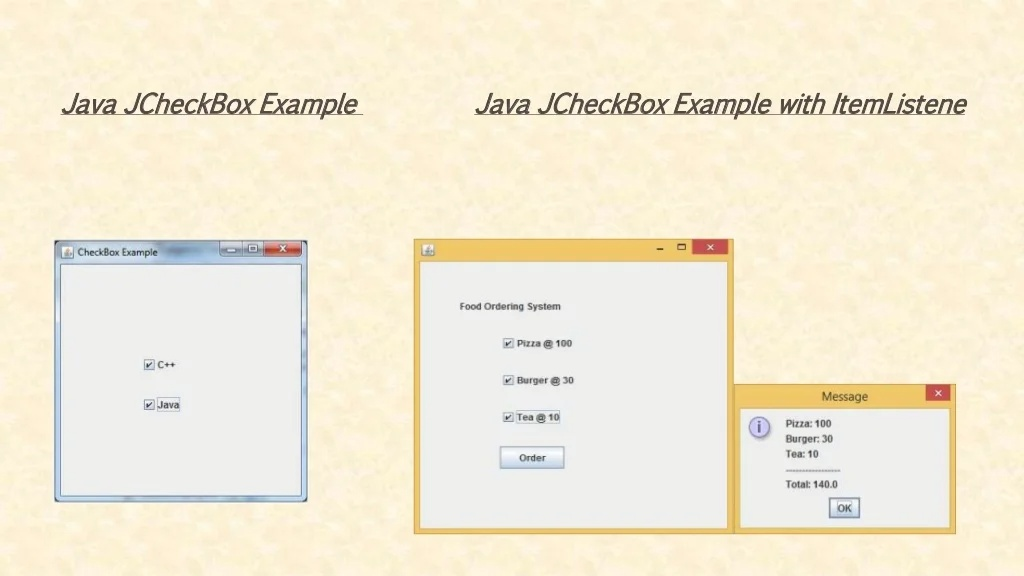 Java JCheckBox Example
Java JCheckBox Example with ItemListene
CheckBox Example
C++
Java
Food Ordering System
Pizza @ 100
Burger @ 30
Tea @ 10
Order
Message
Pizza: 100
Burger: 30
Tea: 10
-----------------
Total: 140.0
OK